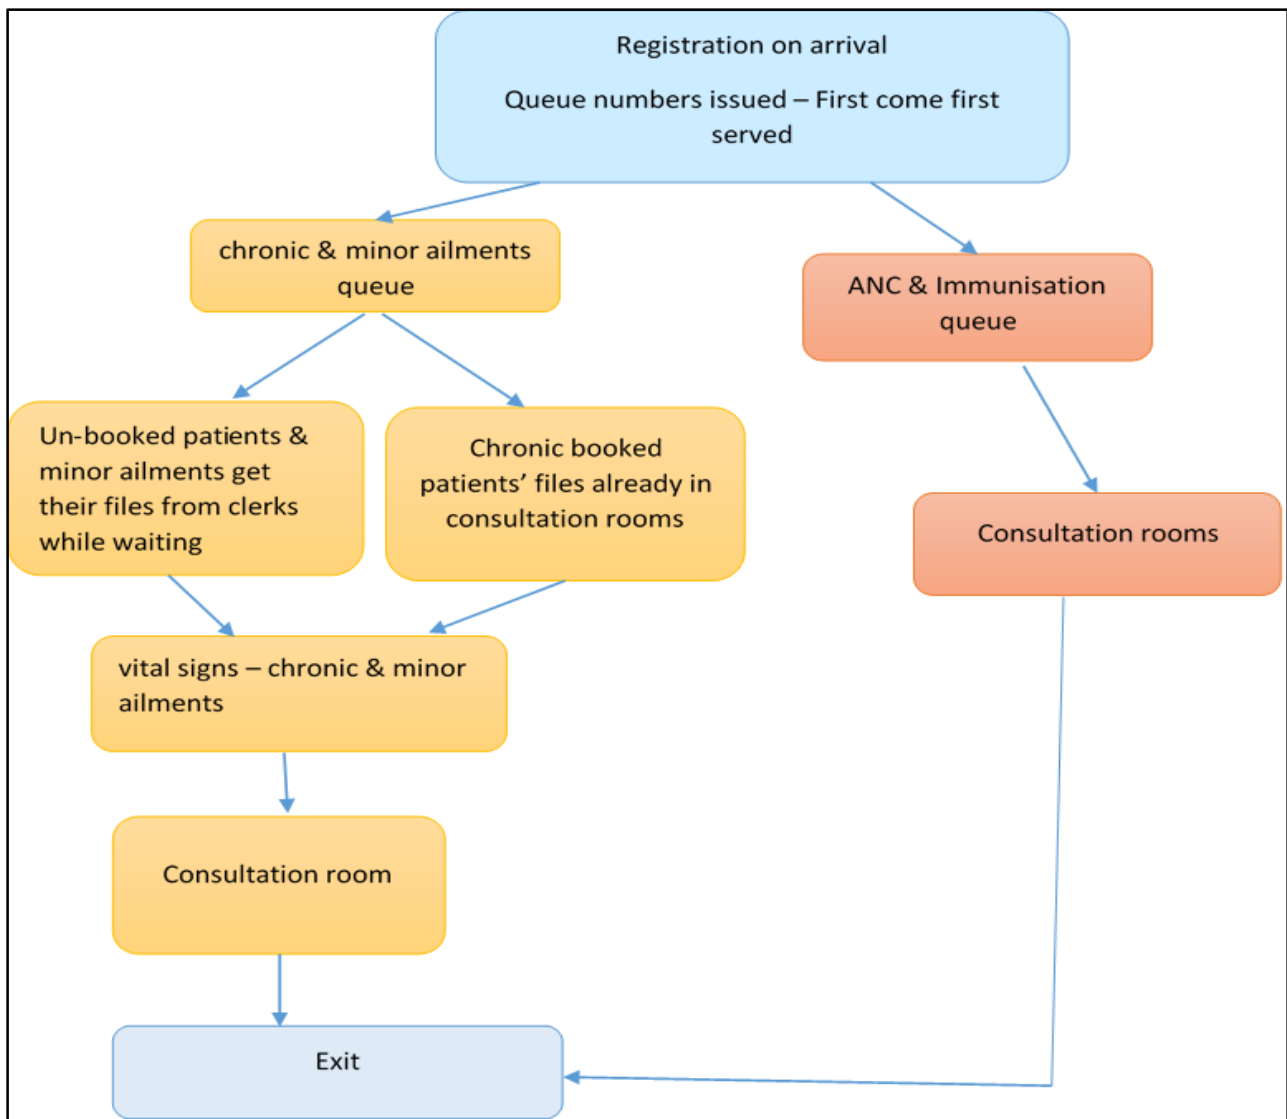 Registration on arrival
Queue numbers issued – First come first
served
chronic & minor ailments
queue
ANC & Immunisation
queue
Un-booked patients &
minor ailments get
their files from clerks
while waiting
Chronic booked
patients’ files already in
consultation rooms
Consultation rooms
vital signs – chronic & minor
ailments
Consultation room
Exit